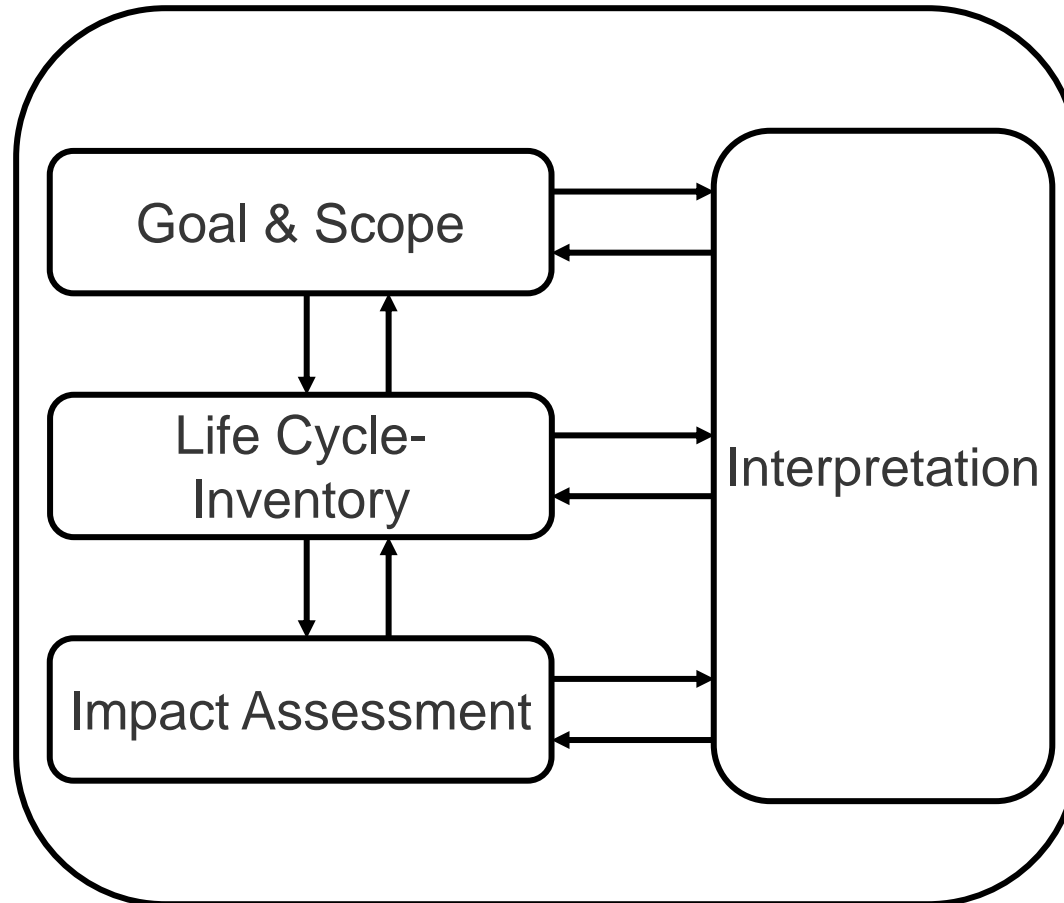 Goal & Scope
Life Cycle-
Inventory
Interpretation
Impact Assessment